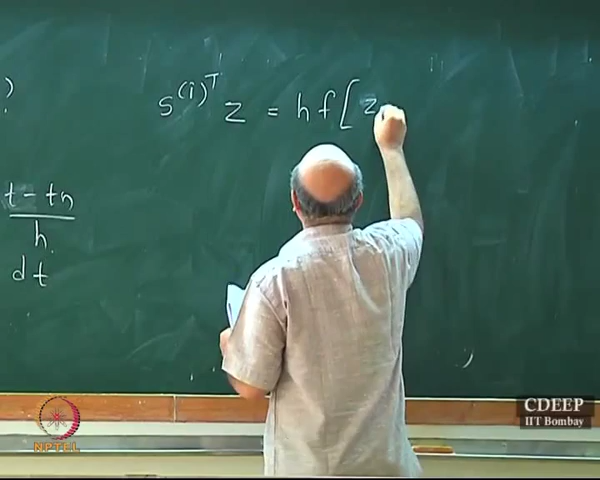 )
s^{(i)^T} z = h f [ z
t - tn
h
dt
NPTEL
CDEEP
IIT Bombay